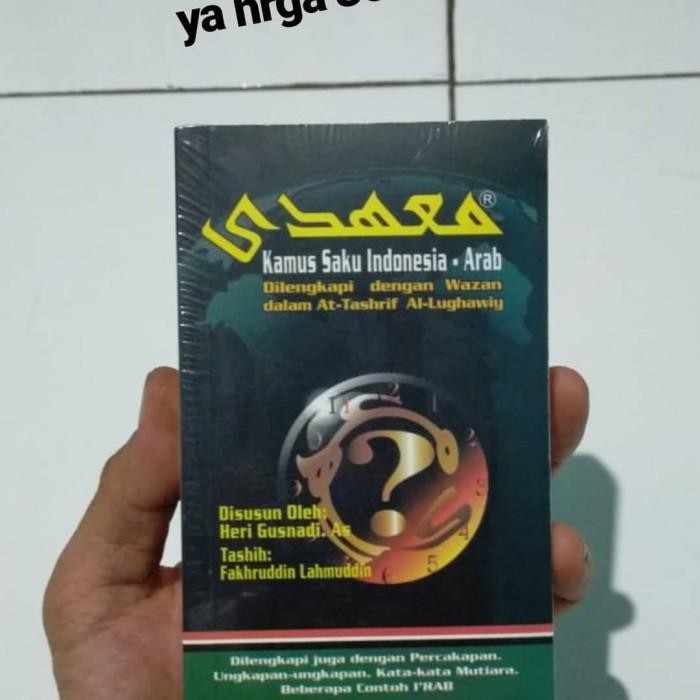 ya hrga
معهدي ®
Kamus Saku Indonesia - Arab
Dilengkapi dengan Wazan
dalam At-Tashrif Al-Lughawiy
Disusun Oleh:
Heri Gusnadi. As
Tashih:
Fakhruddin Lahmuddin
Dilengkapi juga dengan Percakapan.
Ungkapan-ungkapan. Kata-kata Mutiara.
Beberapa Contoh I'RAB